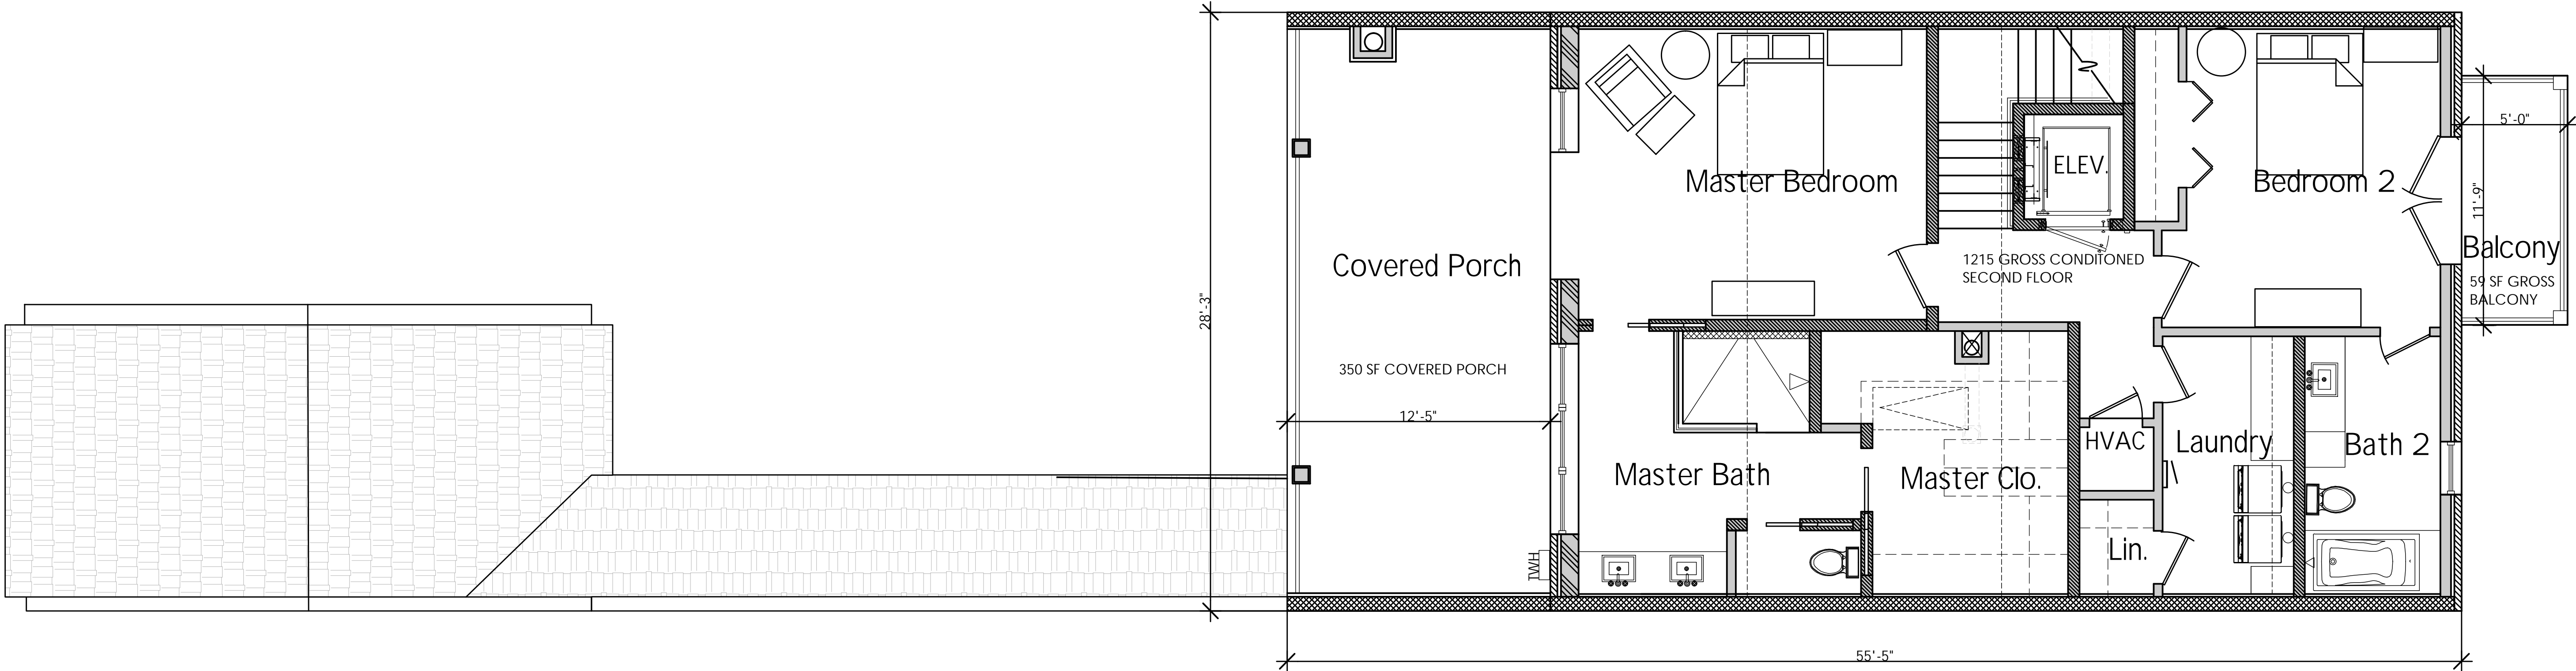 5'-0"
ELEV.
Master Bedroom
Bedroom 2
11'-9"
Balcony
59 SF GROSS
BALCONY
1215 GROSS CONDITONED
SECOND FLOOR
Covered Porch
28'-3"
350 SF COVERED PORCH
12'-5"
HVAC
Laundry
Bath 2
Master Bath
Master Clo.
Lin.
TWH
55'-5"